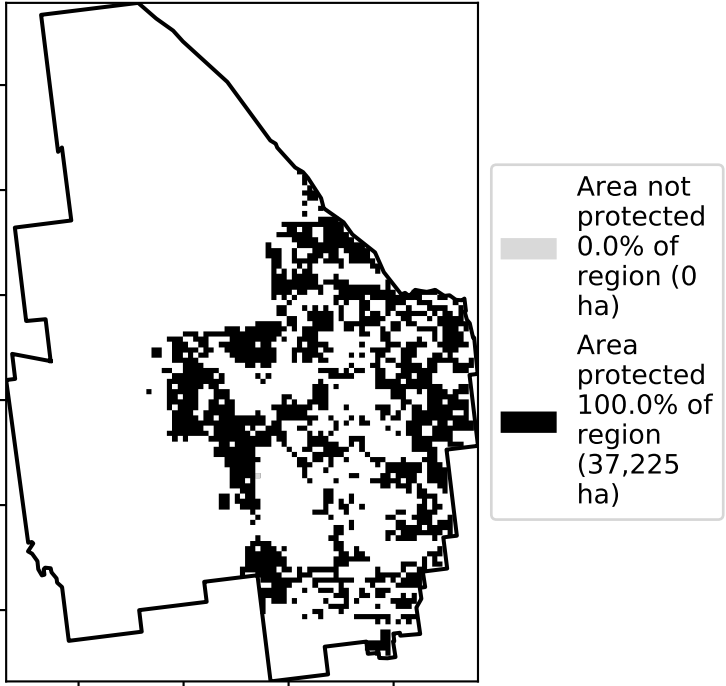 Area not
protected
0.0% of
region (0
ha)
Area
protected
100.0% of
region
(37,225
ha)